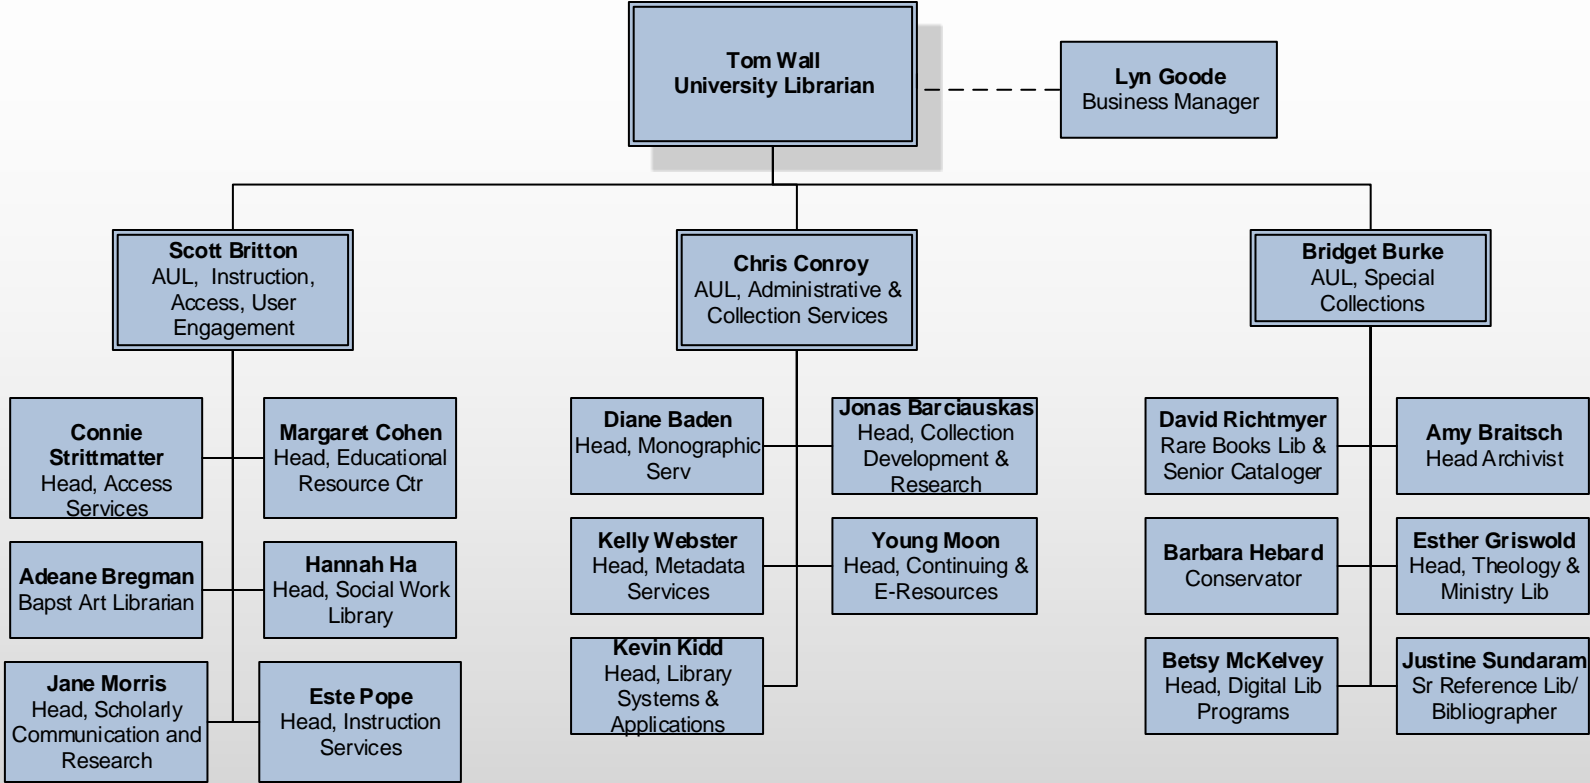 Tom Wall
University Librarian
Lyn Goode
Business Manager
Scott Britton
AUL, Instruction,
Access, User
Engagement
Chris Conroy
AUL, Administrative &
Collection Services
Bridget Burke
AUL, Special
Collections
Connie
Strittmatter
Head, Access
Services
Margaret Cohen
Head, Educational
Resource Ctr
Adeane Bregman
Bapst Art Librarian
Hannah Ha
Head, Social Work
Library
Jane Morris
Head, Scholarly
Communication and
Research
Este Pope
Head, Instruction
Services
Diane Baden
Head, Monographic
Serv
Jonas Barciauskas
Head, Collection
Development &
Research
Kelly Webster
Head, Metadata
Services
Young Moon
Head, Continuing &
E-Resources
Kevin Kidd
Head, Library
Systems &
Applications
David Richtmyer
Rare Books Lib &
Senior Cataloger
Amy Braitsch
Head Archivist
Barbara Hebard
Conservator
Esther Griswold
Head, Theology &
Ministry Lib
Betsy McKelvey
Head, Digital Lib
Programs
Justine Sundaram
Sr Reference Lib/
Bibliographer